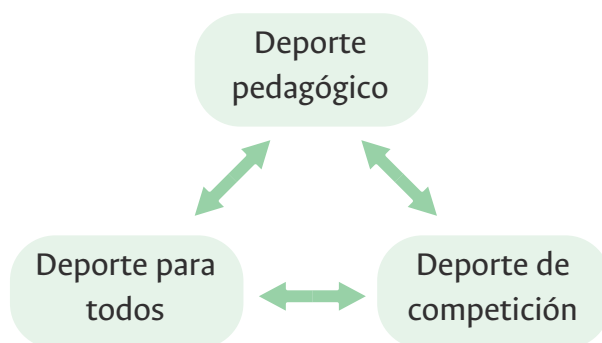 Deporte
pedagógico
Deporte para
todos
Deporte de
competición